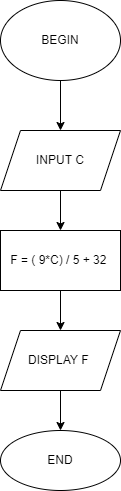 BEGIN
INPUT C
F = ( 9*C) / 5 + 32
DISPLAY F
END